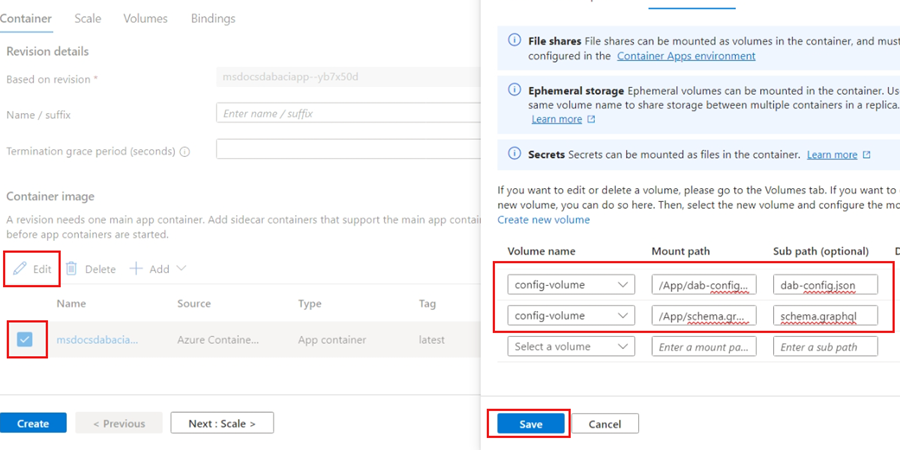 Container Scale Volumes Bindings
Revision details
Based on revision *
msdocsdabaciapp--yb7x50d
Name / suffix
Enter name / suffix
Termination grace period (seconds)
Container image
A revision needs one main app container. Add sidecar containers that support the main app
before app containers are started.
Edit Delete Add
Name Source Type Tag
msdocsdabacia... Azure Containe... App container latest
Create < Previous Next : Scale >
File shares File shares can be mounted as volumes in the container, and must
configured in the Container Apps environment
Ephemeral storage Ephemeral volumes can be mounted in the container.
same volume name to share storage between multiple containers in a replica.
Learn more
Secrets Secrets can be mounted as files in the container. Learn more
If you want to edit or delete a volume, please go to the Volumes tab. If you want to
new volume, you can do so here. Then, select the new volume and configure the
Create new volume
Volume name Mount path Sub path (optional)
config-volume /App/dab-config... dab-config.json
config-volume /App/schema.gr... schema.graphql
Select a volume Enter a mount pa... Enter a sub path
Save Cancel